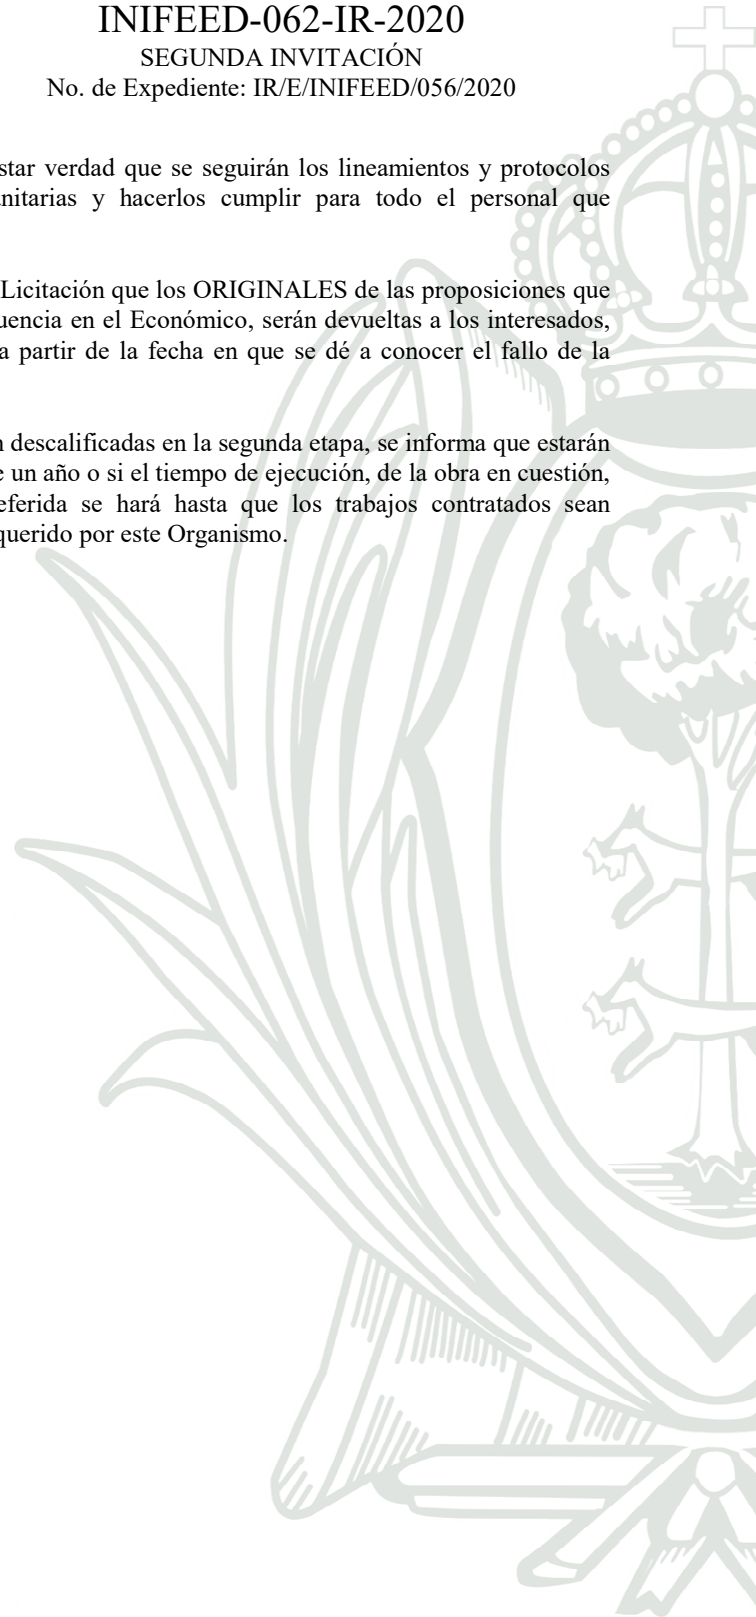 INIFEED-062-IR-2020
SEGUNDA INVITACIÓN
No. de Expediente: IR/E/INIFEED/056/2020
star verdad que se seguirán los lineamientos y protocolos
nitarias y hacerlos cumplir para todo el personal que
Licitación que los ORIGINALES de las proposiciones que
uencia en el Económico, serán devueltas a los interesados,
a partir de la fecha en que se dé a conocer el fallo de la
n descalificadas en la segunda etapa, se informa que estarán
e un año o si el tiempo de ejecución, de la obra en cuestión,
eferida se hará hasta que los trabajos contratados sean
querido por este Organismo.